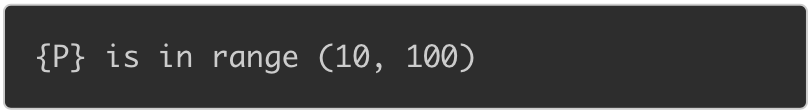 {P} is in range (10, 100)